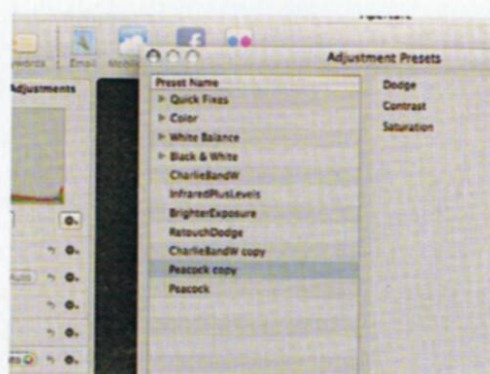 Aperture
Email
Adjustments
Adjustment Presets
Preset Name
Quick Fixes
Color
White Balance
Black & White
CharlieBandW
InfraredPlusLevels
BrighterExposure
RetouchDodge
CharlieBandW copy
Peacock copy
Peacock
Dodge
Contrast
Saturation
Auto